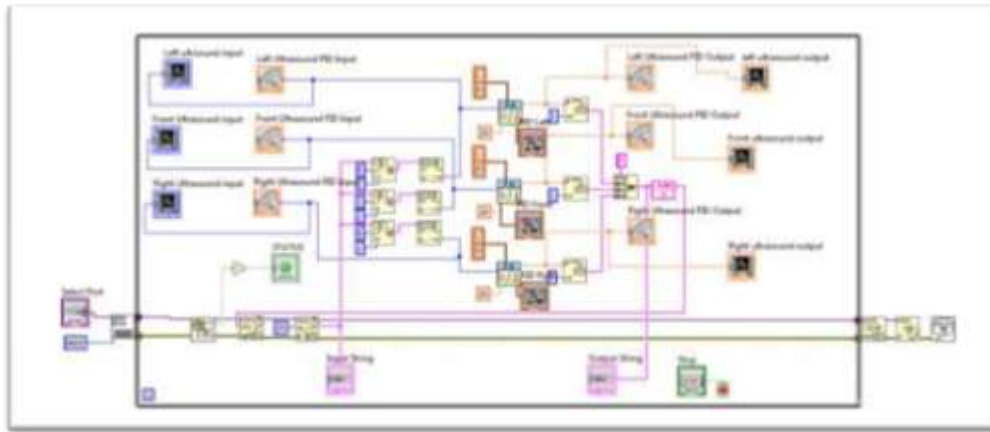 Left ultrasound input
Left Ultrasound PID Input
Left Ultrasound PID Output
left ultrasound output
Front Ultrasound input
Front Ultrasound PID Input
Front Ultrasound PID Output
Front ultrasound output
Right Ultrasound input
Right Ultrasound PID Input
Right Ultrasound PID Output
Right ultrasound output
STATUS
Select Port
Input String
Output String
Stop